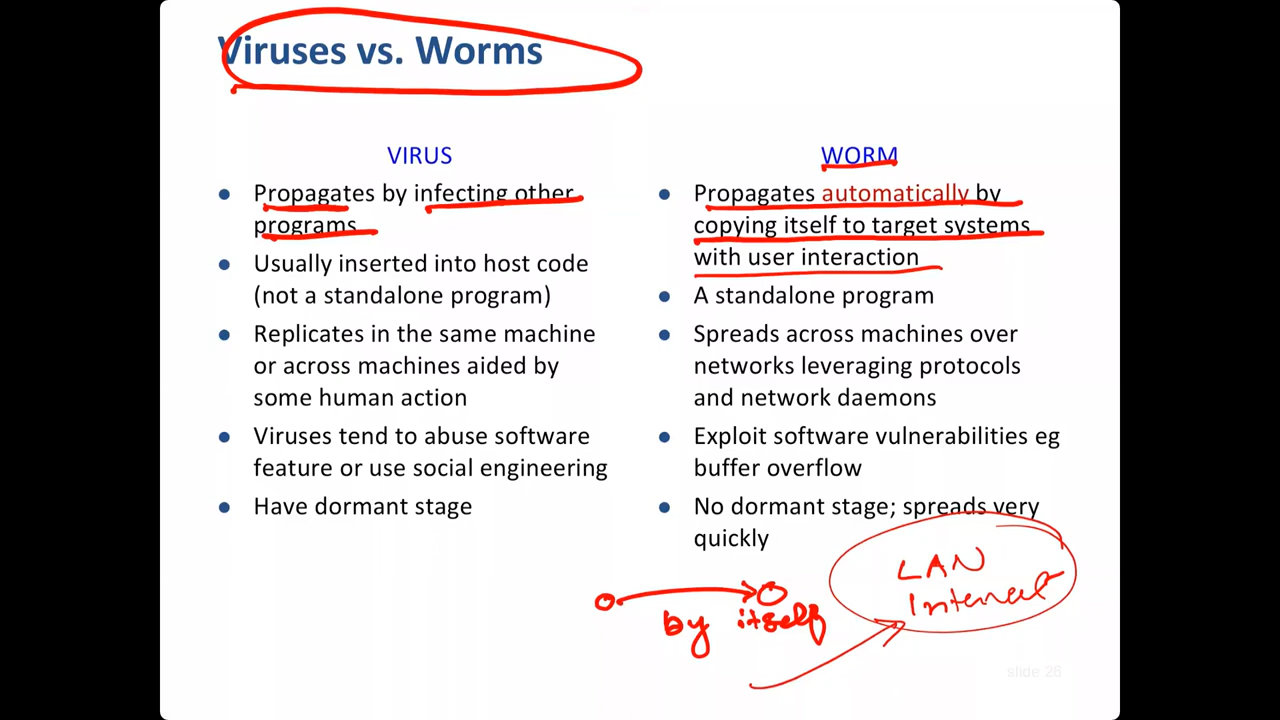 Viruses vs. Worms
VIRUS
● Propagates by infecting other
programs
● Usually inserted into host code
(not a standalone program)
● Replicates in the same machine
or across machines aided by
some human action
● Viruses tend to abuse software
feature or use social engineering
● Have dormant stage
WORM
● Propagates automatically by
copying itself to target systems
with user interaction
● A standalone program
● Spreads across machines over
networks leveraging protocols
and network daemons
● Exploit software vulnerabilities eg
buffer overflow
● No dormant stage; spreads very
quickly
LAN
Internet
by itself
slide 26